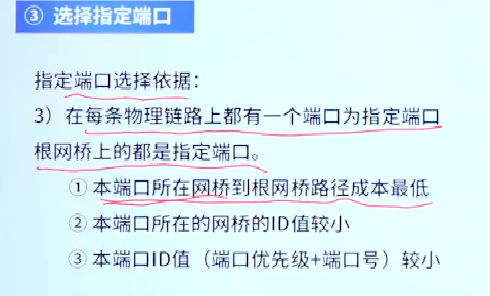 ③ 选择指定端口
指定端口选择依据：
3）在每条物理链路上都有一个端口为指定端口
根网桥上的都是指定端口。
① 本端口所在网桥到根网桥路径成本最低
② 本端口所在的网桥的ID值较小
③ 本端口ID值（端口优先级+端口号）较小